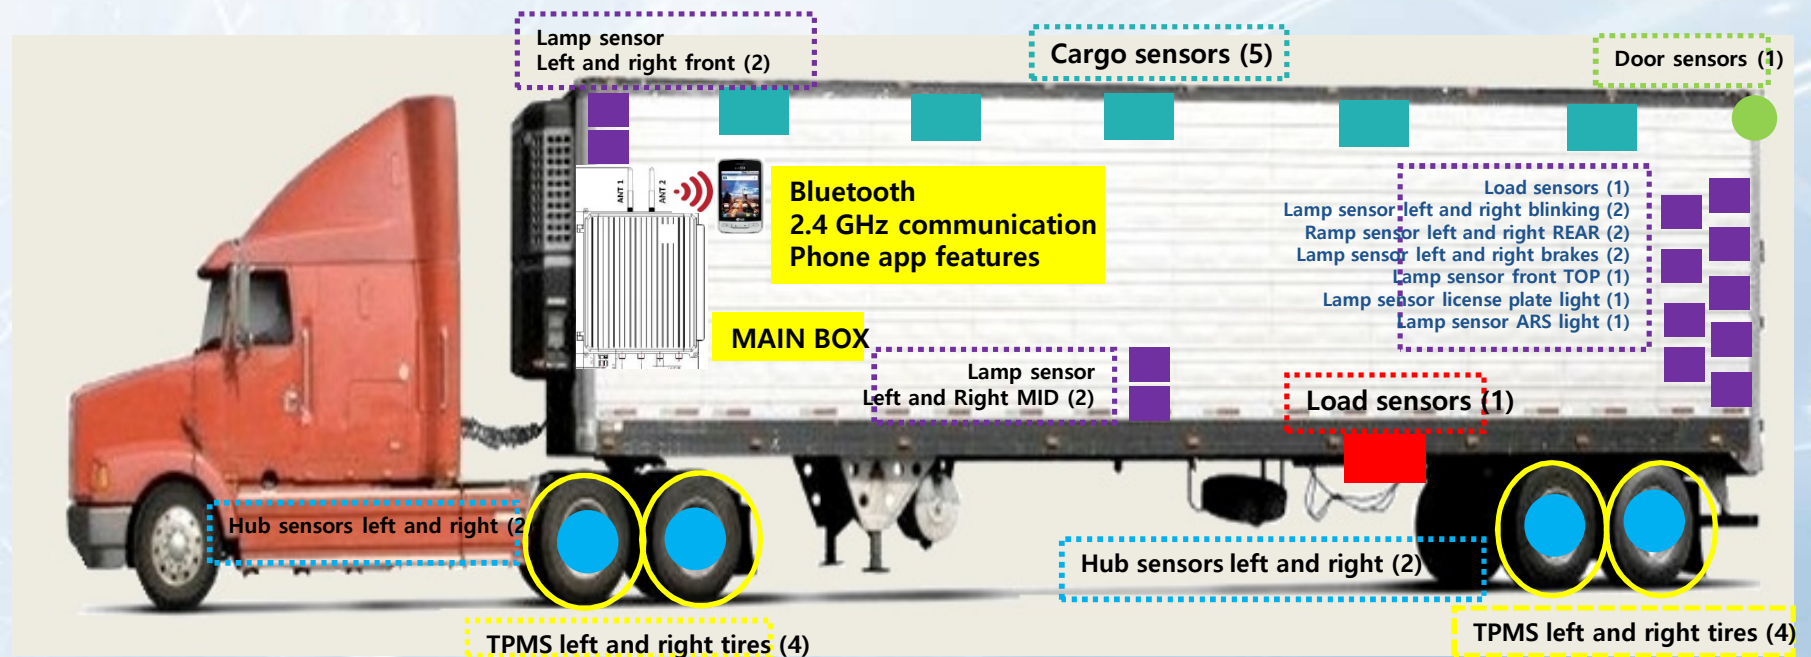 Lamp sensor
Left and right front (2)
Cargo sensors (5)
Door sensors (1)
ANT 1
ANT 2
Bluetooth
2.4 GHz communication
Phone app features
MAIN BOX
Load sensors (1)
Lamp sensor left and right blinking (2)
Ramp sensor left and right REAR (2)
Lamp sensor left and right brakes (2)
Lamp sensor front TOP (1)
Lamp sensor license plate light (1)
Lamp sensor ARS light (1)
Lamp sensor
Left and Right MID (2)
Load sensors (1)
Hub sensors left and right (2
Hub sensors left and right (2)
TPMS left and right tires (4)
TPMS left and right tires (4)